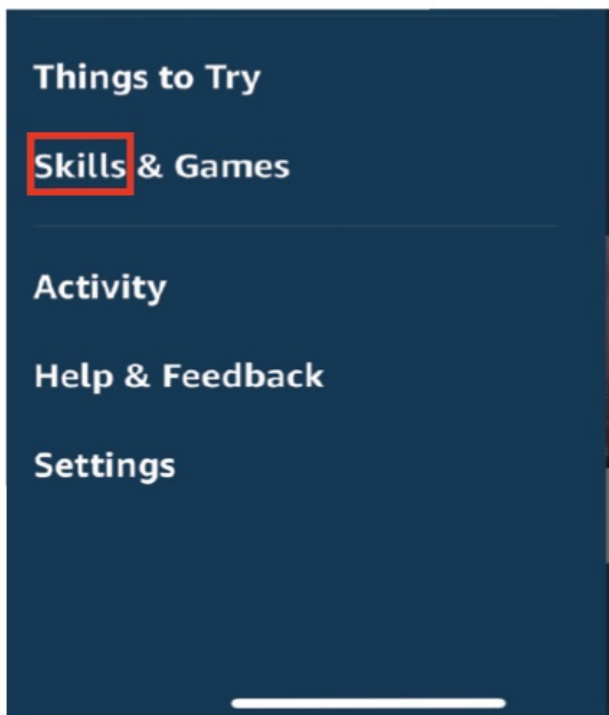 Things to Try
Skills & Games
Activity
Help & Feedback
Settings